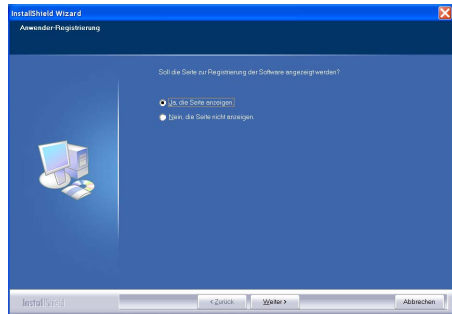 InstallShield Wizard
Anwender-Registrierung
Soll die Seite zur Registrierung der Software angezeigt werden?
Ja, die Seite anzeigen.
Nein, die Seite nicht anzeigen.
InstallShield
< Zurück
Weiter >
Abbrechen